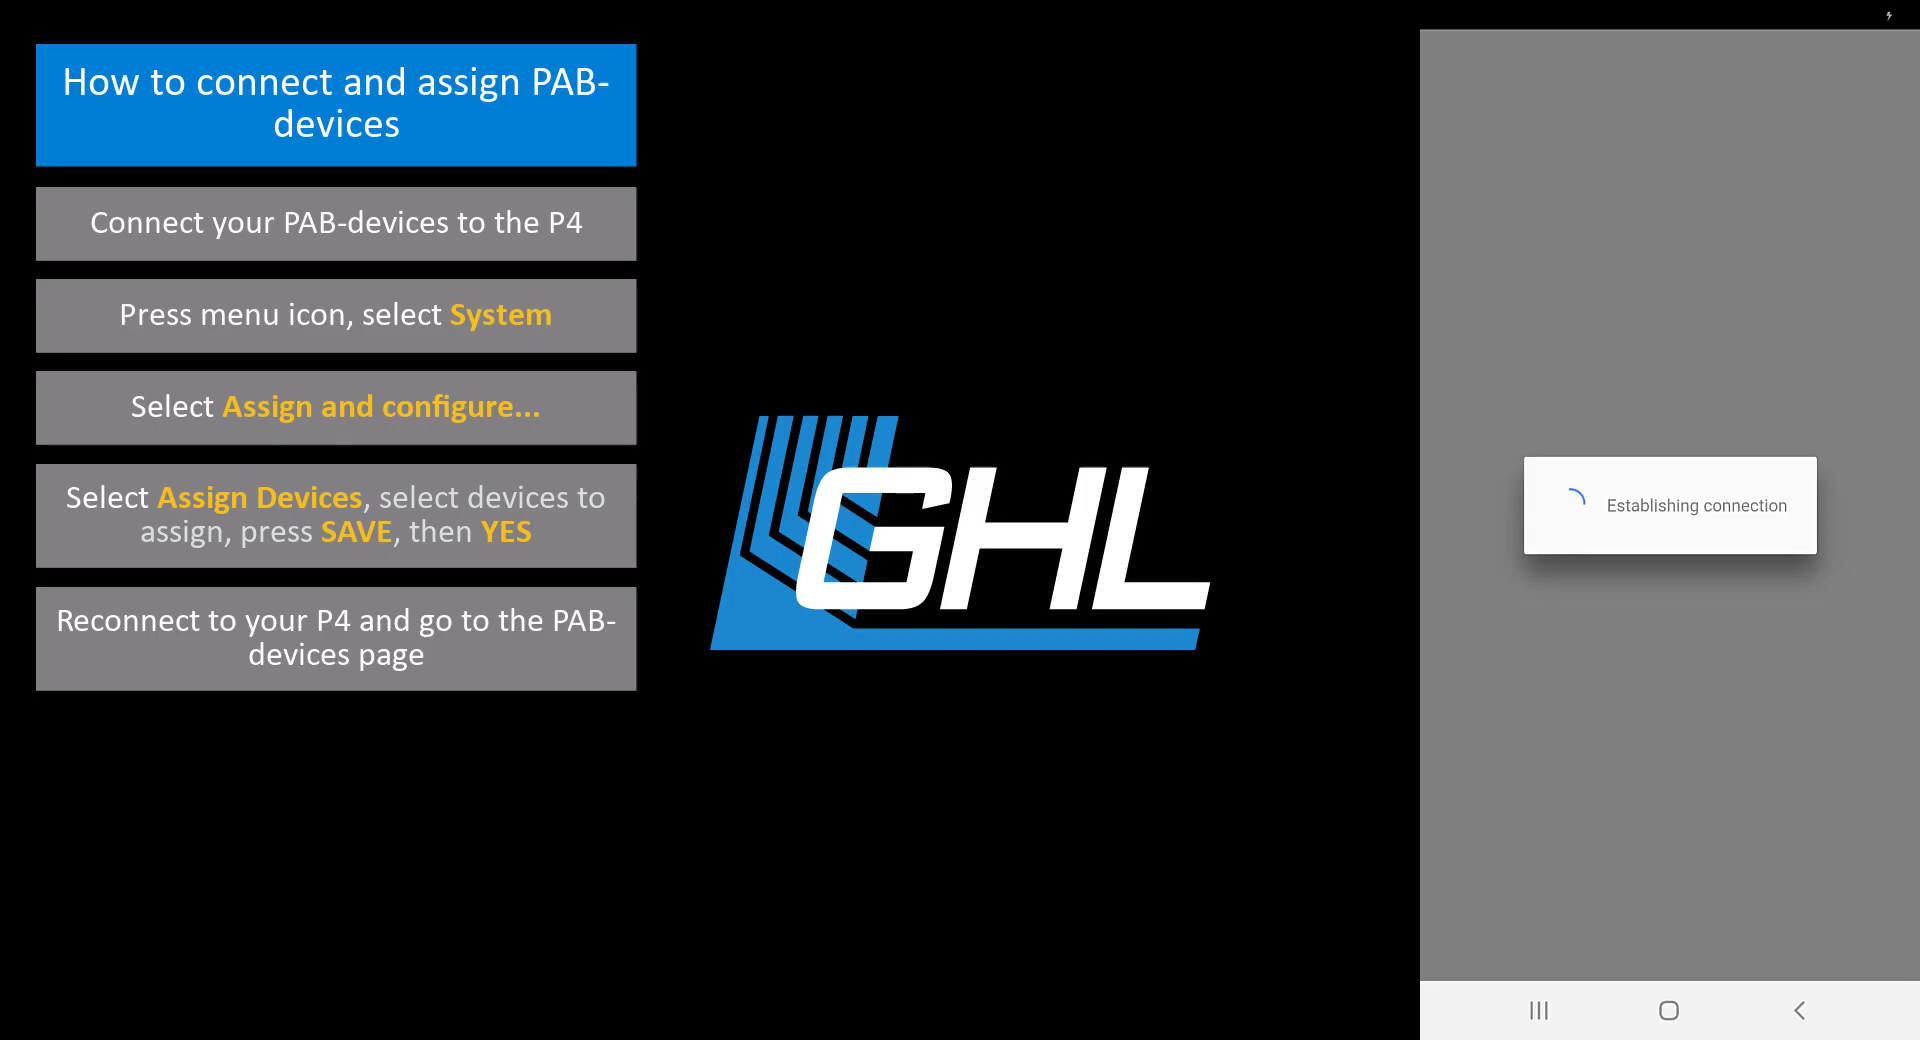 How to connect and assign PAB-
devices
Connect your PAB-devices to the P4
Press menu icon, select System
Select Assign and configure...
Select Assign Devices, select devices to
assign, press SAVE, then YES
Reconnect to your P4 and go to the PAB-
devices page
GHL
Establishing connection